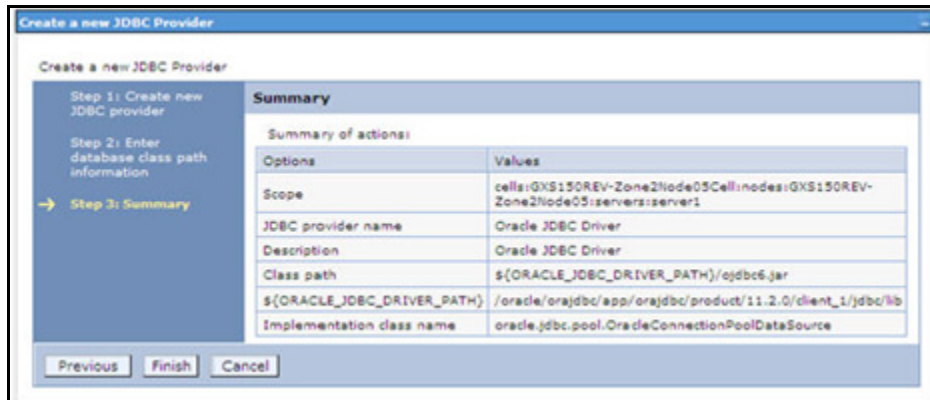 Create a new JDBC Provider
Create a new JDBC Provider
Step 1: Create new
JDBC provider
Step 2: Enter
database class path
information
Step 3: Summary
Summary
Summary of actions:
Options Values
Scope cells:GXS150REV-Zone2Node05Cell:nodes:GXS150REV-
Zone2Node05:servers:server1
JDBC provider name Oracle JDBC Driver
Description Oracle JDBC Driver
Class path ${ORACLE_JDBC_DRIVER_PATH}/ojdbc6.jar
${ORACLE_JDBC_DRIVER_PATH} /oracle/orajdbc/app/orajdbc/product/11.2.0/client_1/jdbc/lib
Implementation class name oracle.jdbc.pool.OracleConnectionPoolDataSource
Previous Finish Cancel